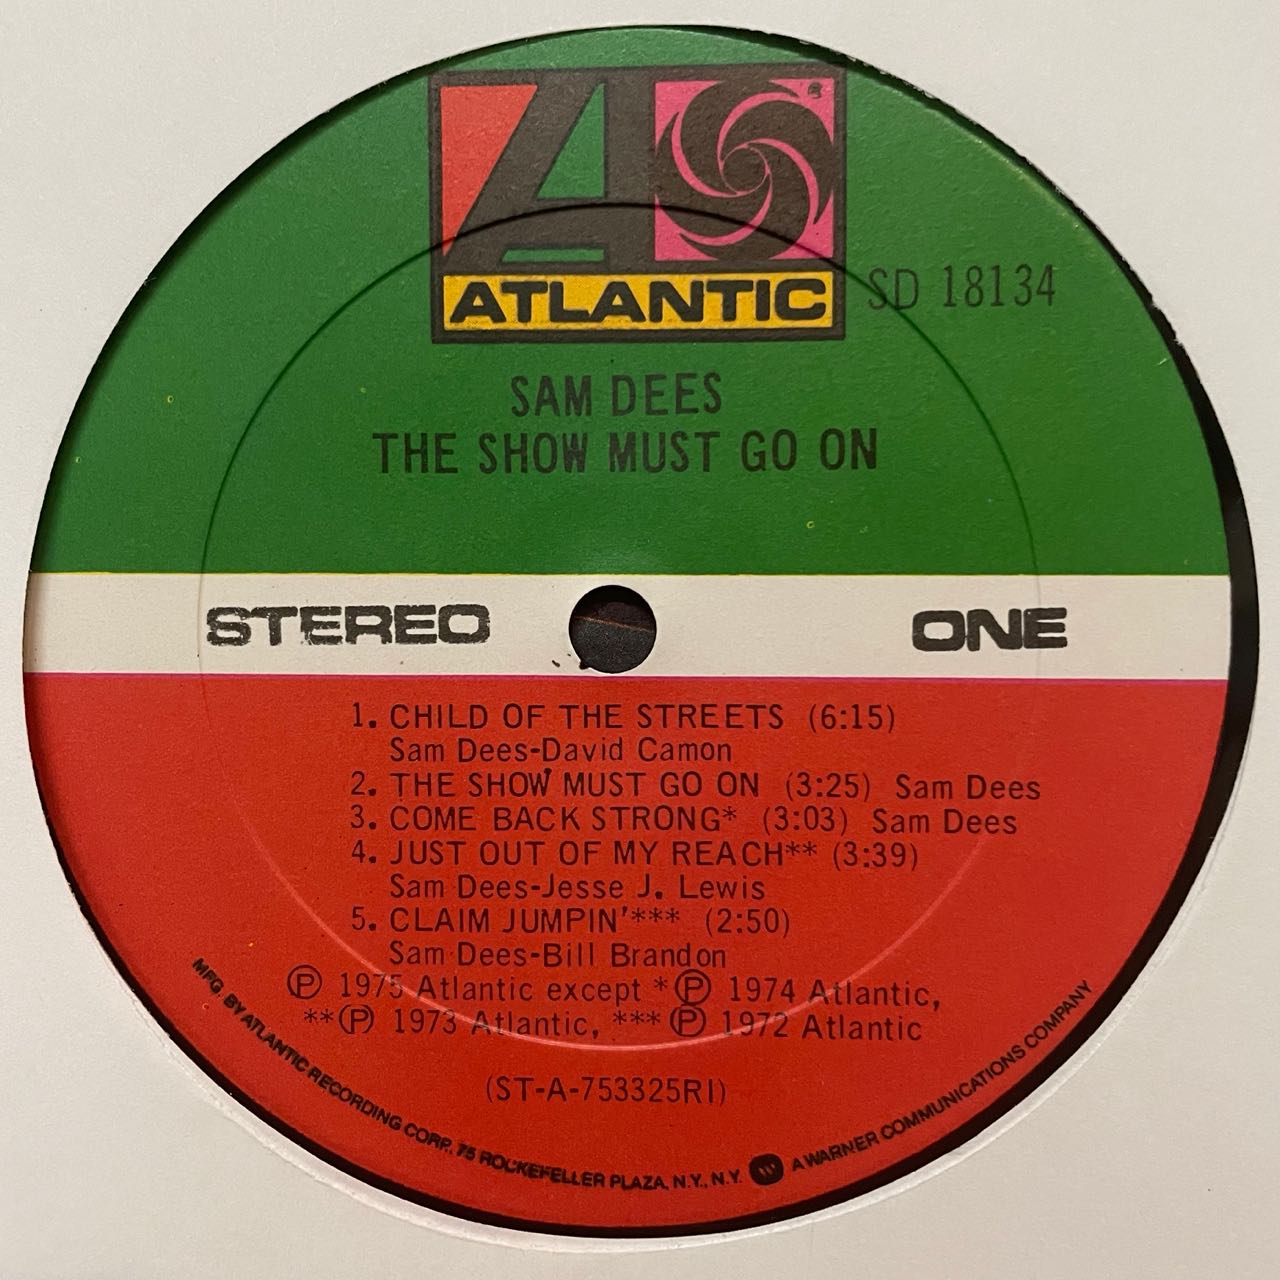 ATLANTIC
SD 18134
SAM DEES
THE SHOW MUST GO ON
STEREO ONE
1. CHILD OF THE STREETS (6:15)
Sam Dees-David Camon
2. THE SHOW MUST GO ON (3:25) Sam Dees
3. COME BACK STRONG* (3:03) Sam Dees
4. JUST OUT OF MY REACH** (3:39)
Sam Dees-Jesse J. Lewis
5. CLAIM JUMPIN'*** (2:50)
Sam Dees-Bill Brandon
Ⓟ 1975 Atlantic except *Ⓟ 1974 Atlantic,
**Ⓟ 1973 Atlantic, ***Ⓟ 1972 Atlantic
(ST-A-753325RI)
MFG. BY ATLANTIC RECORDING CORP., 75 ROCKEFELLER PLAZA, N.Y., N.Y. A WARNER COMMUNICATIONS COMPANY